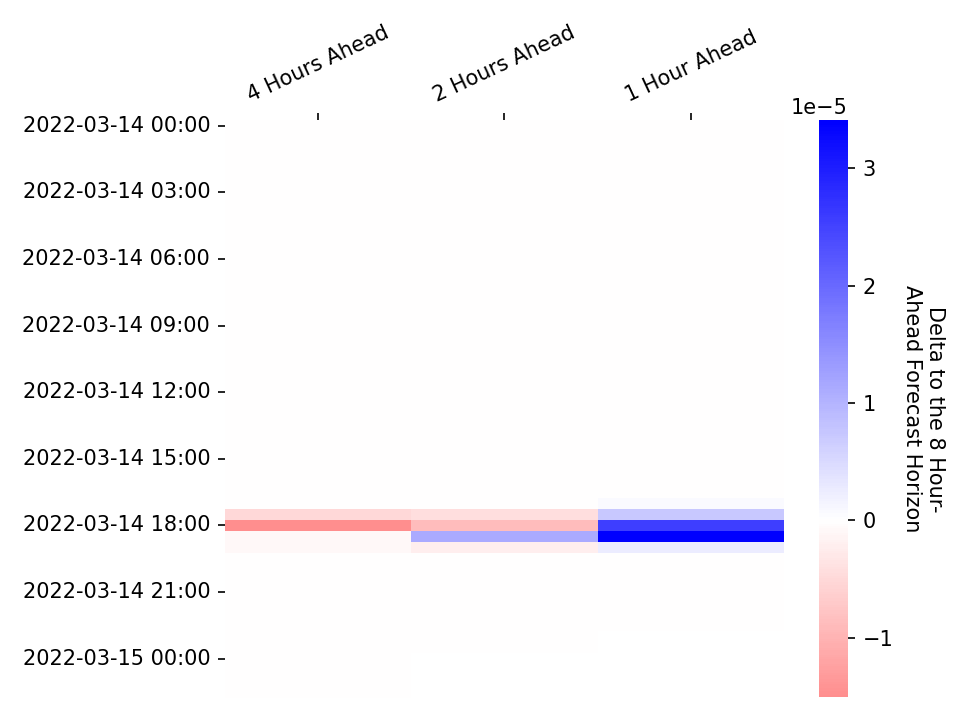 4 Hours Ahead
2 Hours Ahead
1 Hour Ahead
1e−5
2022-03-14 00:00
2022-03-14 03:00
2022-03-14 06:00
2022-03-14 09:00
2022-03-14 12:00
2022-03-14 15:00
2022-03-14 18:00
2022-03-14 21:00
2022-03-15 00:00
3
2
1
0
−1
Delta to the 8 Hour-
Ahead Forecast Horizon